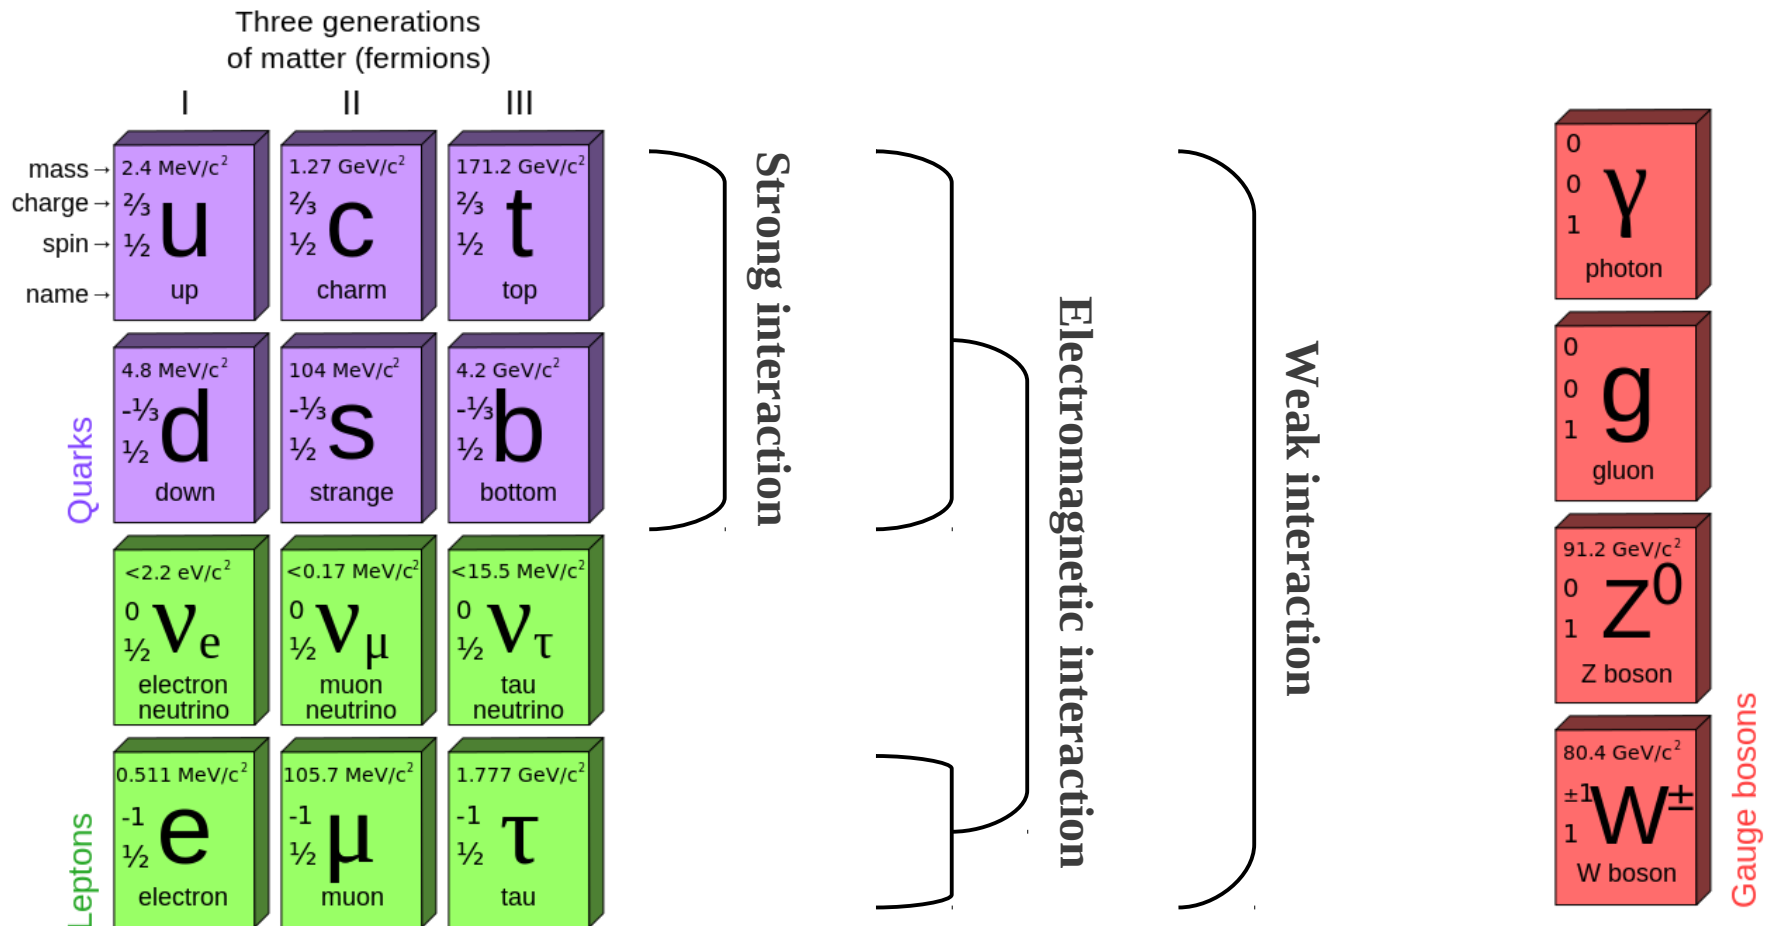 Three generations
of matter (fermions)
I II III
mass→
charge→
spin→
name→
2.4 MeV/c²
⅔
½
u
up
1.27 GeV/c²
⅔
½
c
charm
171.2 GeV/c²
⅔
½
t
top
Quarks
4.8 MeV/c²
-⅓
½
d
down
104 MeV/c²
-⅓
½
s
strange
4.2 GeV/c²
-⅓
½
b
bottom
<2.2 eV/c²
0
½
νe
electron
neutrino
<0.17 MeV/c²
0
½
νμ
muon
neutrino
<15.5 MeV/c²
0
½
ντ
tau
neutrino
Leptons
0.511 MeV/c²
-1
½
e
electron
105.7 MeV/c²
-1
½
μ
muon
1.777 GeV/c²
-1
½
τ
tau
Strong interaction
Electromagnetic interaction
Weak interaction
0
0
1
γ
photon
0
0
1
g
gluon
91.2 GeV/c²
0
1
Z⁰
Z boson
80.4 GeV/c²
±1
1
W±
W boson
Gauge bosons